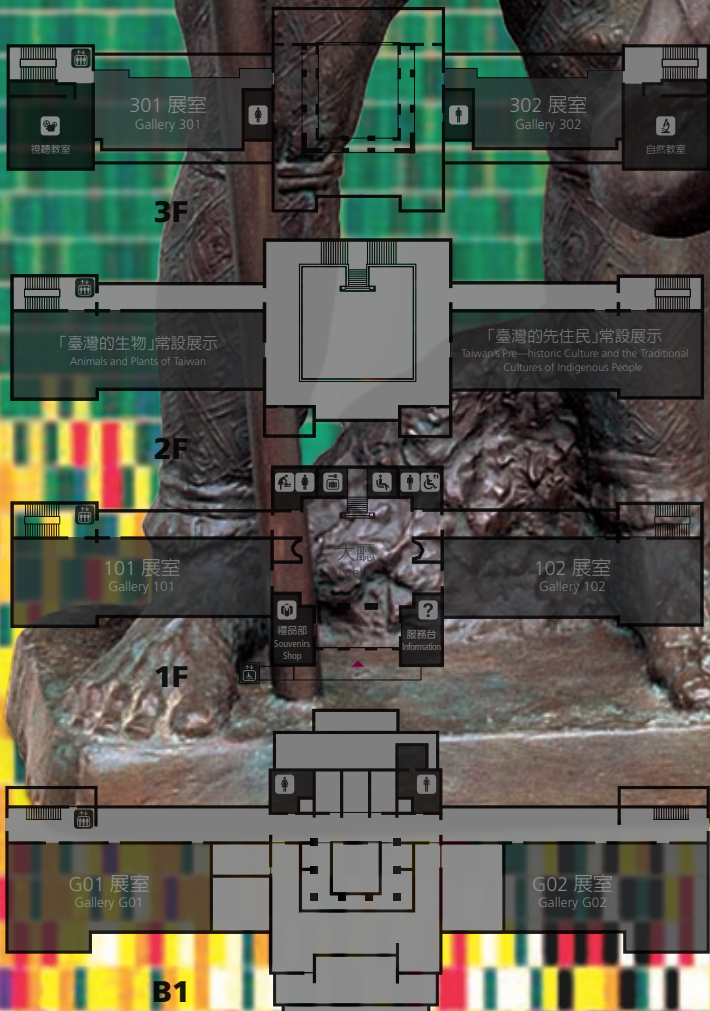 301 展室
Gallery 301
302 展室
Gallery 302
視聽教室
自然教室
3F
「臺灣的生物」常設展示
Animals and Plants of Taiwan
「臺灣的先住民」常設展示
Taiwan's Pre—historic Culture and the Traditional
Cultures of Indigenous People
2F
大廳
101 展室
Gallery 101
102 展室
Gallery 102
禮品部
Souvenirs
Shop
?
服務台
Information
1F
G01 展室
Gallery G01
G02 展室
Gallery G02
B1